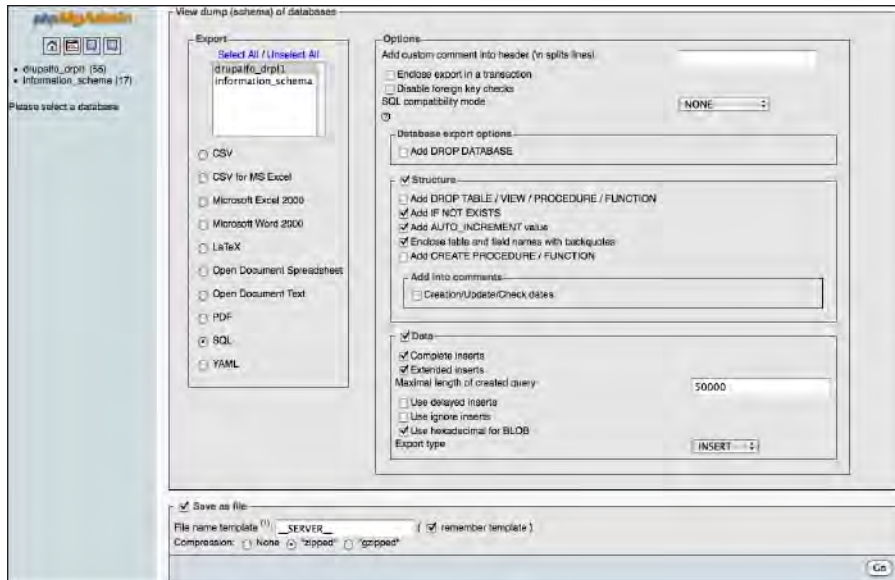 phpMyAdmin
drupalfo_drpl1 (55)
information_schema (17)
Please select a database
View dump (schema) of databases
Export
Select All / Unselect All
drupalfo_drpl1
information_schema
CSV
CSV for MS Excel
Microsoft Excel 2000
Microsoft Word 2000
LaTeX
Open Document Spreadsheet
Open Document Text
PDF
SQL
YAML
Options
Add custom comment into header (\n splits lines)
Enclose export in a transaction
Disable foreign key checks
SQL compatibility mode
NONE
Database export options
Add DROP DATABASE
Structure
Add DROP TABLE / VIEW / PROCEDURE / FUNCTION
Add IF NOT EXISTS
Add AUTO_INCREMENT value
Enclose table and field names with backquotes
Add CREATE PROCEDURE / FUNCTION
Add into comments
Creation/Update/Check dates
Data
Complete inserts
Extended inserts
Maximal length of created query
50000
Use delayed inserts
Use ignore inserts
Use hexadecimal for BLOB
Export type
INSERT
Save as file
File name template (1) __SERVER__ ( remember template )
Compression: None "zipped" "gzipped"
Go